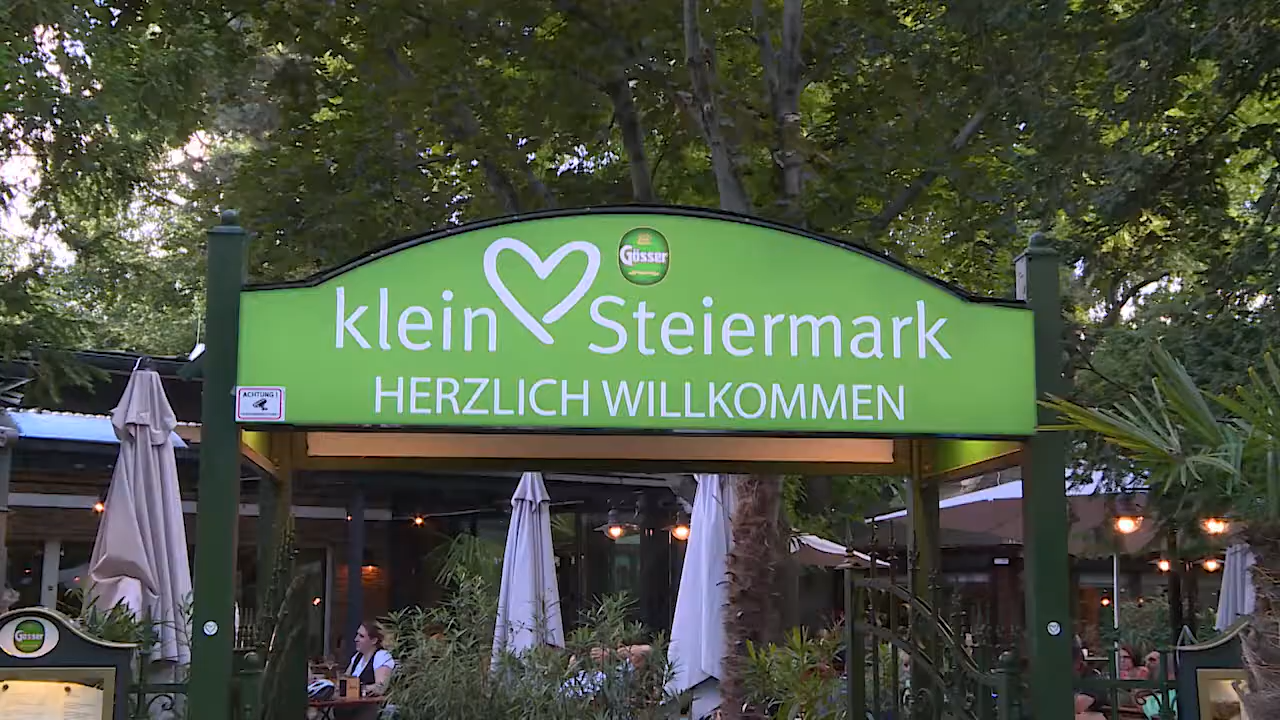 Gösser
klein Steiermark
HERZLICH WILLKOMMEN
ACHTUNG !
Gösser